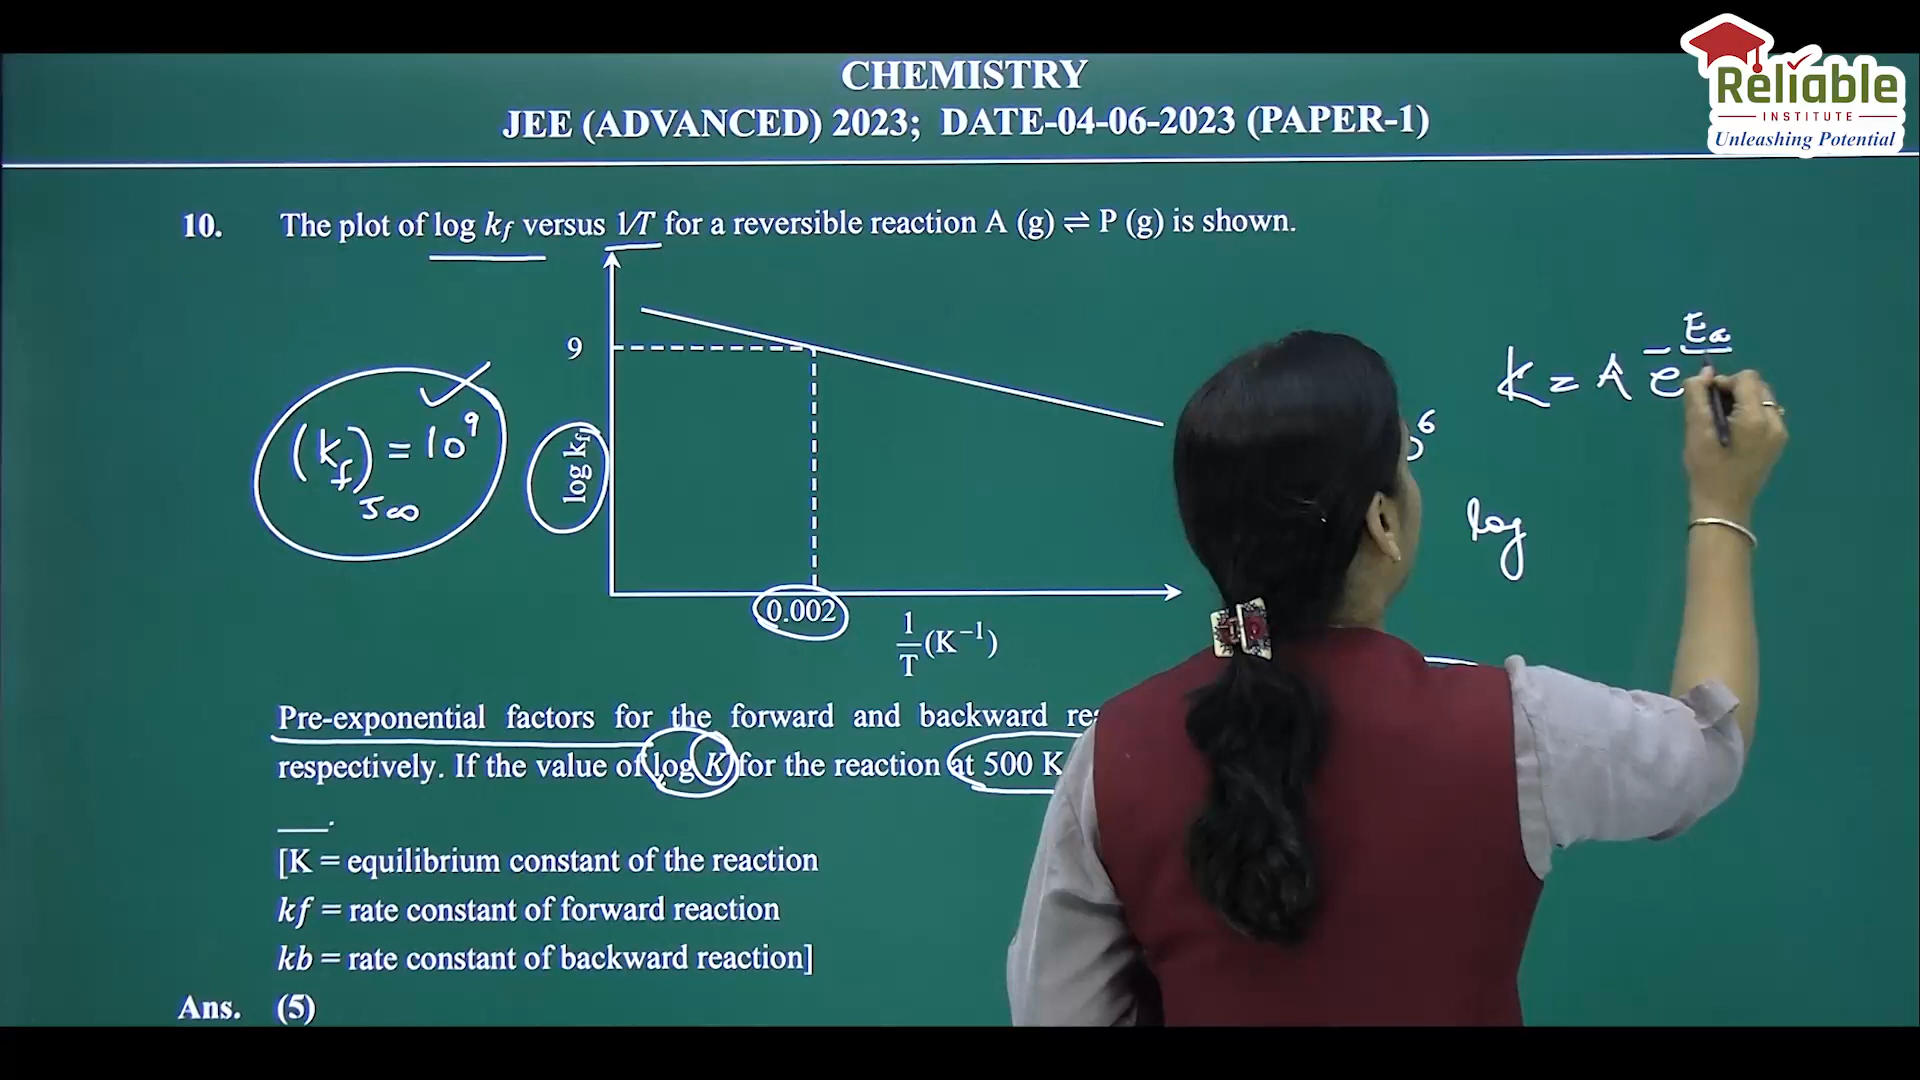 CHEMISTRY
JEE (ADVANCED) 2023; DATE-04-06-2023 (PAPER-1)
Reliable
INSTITUTE
Unleashing Potential
10. The plot of log kf versus 1/T for a reversible reaction A (g) ⇌ P (g) is shown.
9
log kf
0.002
1/T (K⁻¹)
(kf)500 = 10⁹
6
K = A e⁻ Ea
log
Pre-exponential factors for the forward and backward
respectively. If the value of log K for the reaction at 500 K
___.
[K = equilibrium constant of the reaction
kf = rate constant of forward reaction
kb = rate constant of backward reaction]
Ans. (5)